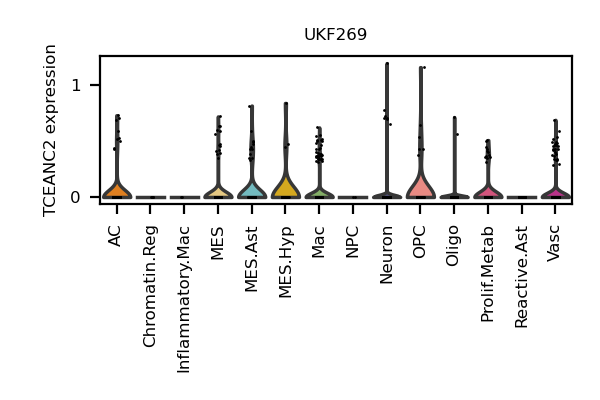 UKF269
TCEANC2 expression
1
0
AC
Chromatin.Reg
Inflammatory.Mac
MES
MES.Ast
MES.Hyp
Mac
NPC
Neuron
OPC
Oligo
Prolif.Metab
Reactive.Ast
Vasc